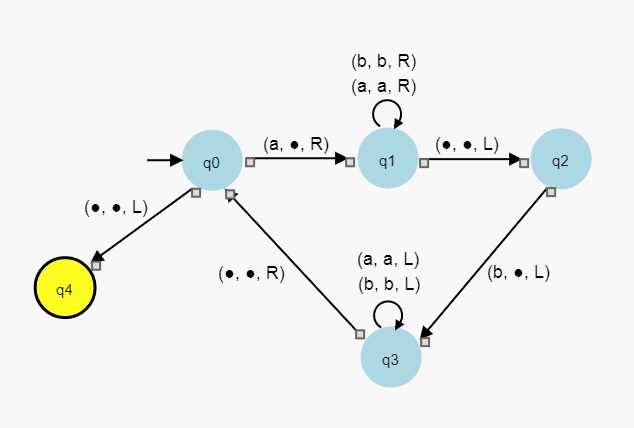 (b, b, R)
(a, a, R)
(a, ●, R)
(●, ●, L)
q0
q1
q2
(●, ●, L)
(a, a, L)
(●, ●, R)
(b, b, L)
(b, ●, L)
q4
q3